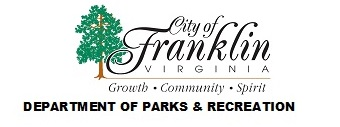 City of
Franklin
VIRGINIA
Growth • Community • Spirit
DEPARTMENT OF PARKS & RECREATION